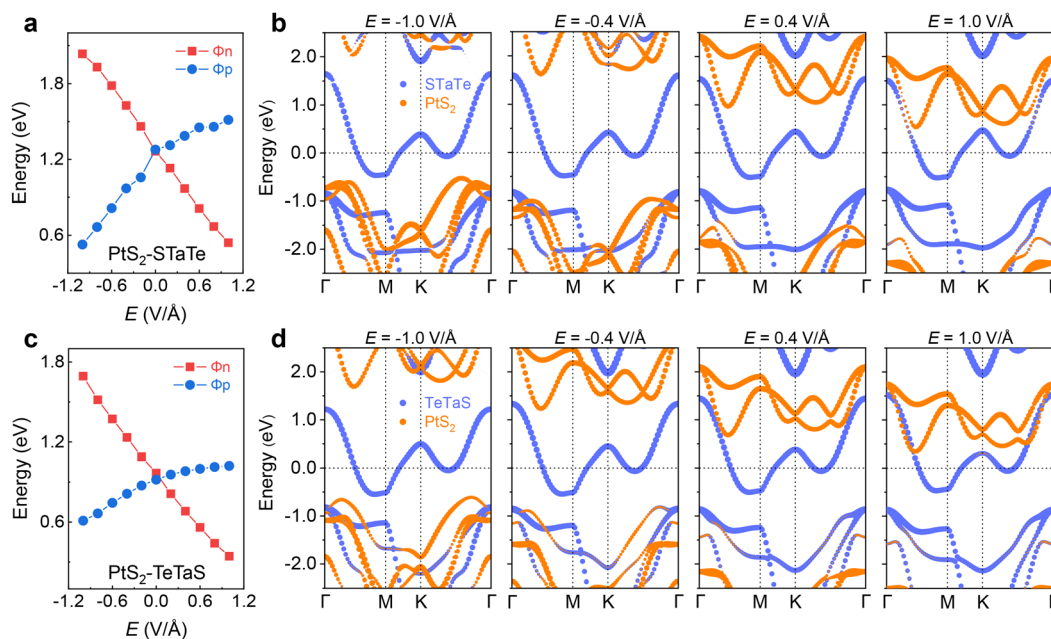 a
Φn
Φp
1.8
1.2
0.6
Energy (eV)
PtS₂-STaTe
-1.2 -0.6 0.0 0.6 1.2
E (V/Å)
b
E = -1.0 V/Å
E = -0.4 V/Å
E = 0.4 V/Å
E = 1.0 V/Å
STaTe
PtS₂
2.0
1.0
0.0
-1.0
-2.0
Energy (eV)
Γ M K Γ
Γ M K Γ
Γ M K Γ
Γ M K Γ
c
Φn
Φp
1.8
1.2
0.6
Energy (eV)
PtS₂-TeTaS
-1.2 -0.6 0.0 0.6 1.2
E (V/Å)
d
E = -1.0 V/Å
E = -0.4 V/Å
E = 0.4 V/Å
E = 1.0 V/Å
TeTaS
PtS₂
2.0
1.0
0.0
-1.0
-2.0
Energy (eV)
Γ M K Γ
Γ M K Γ
Γ M K Γ
Γ M K Γ